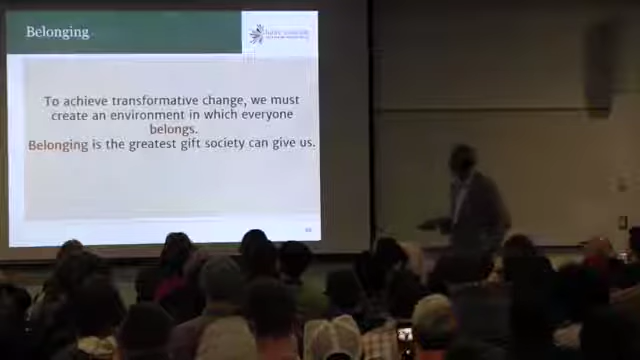 Belonging
To achieve transformative change, we must
create an environment in which everyone
belongs.
Belonging is the greatest gift society can give us.